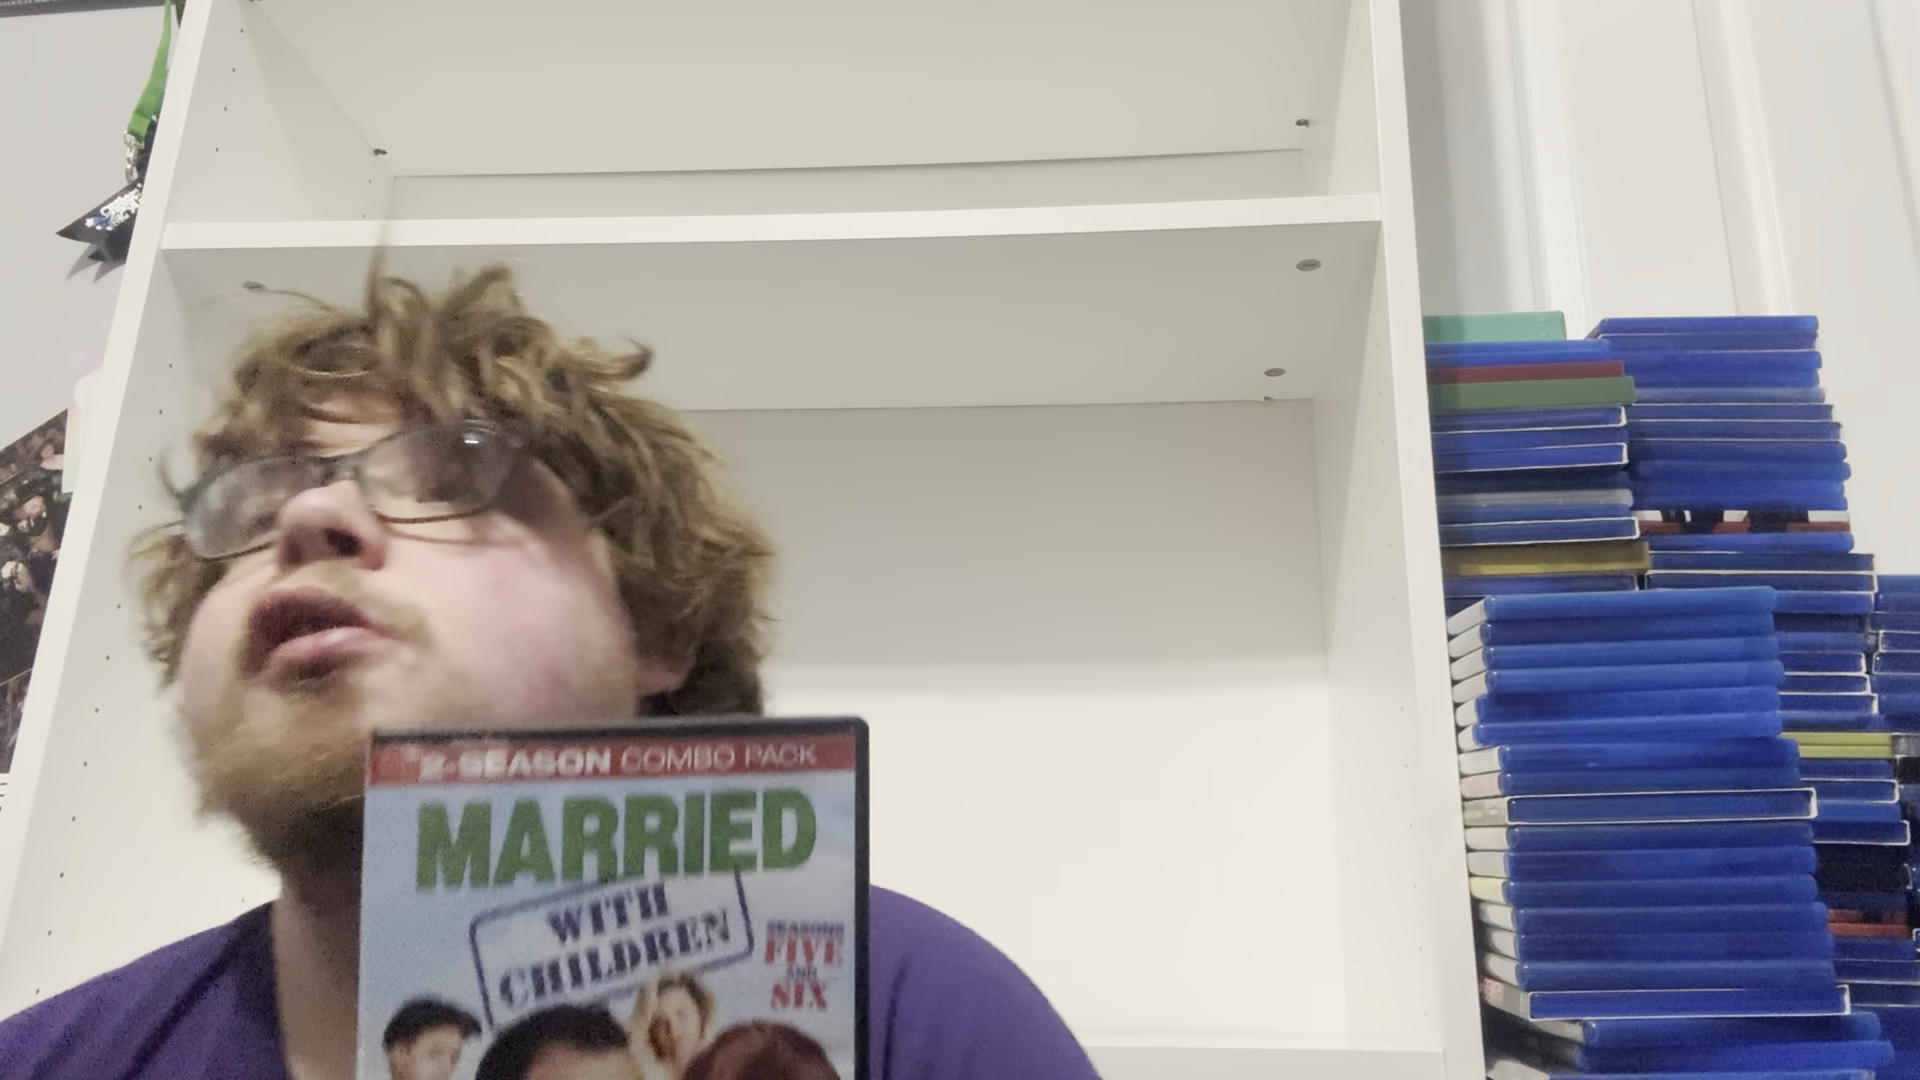 2-SEASON COMBO PACK
MARRIED
WITH
CHILDREN
SEASONS
FIVE
AND
SIX